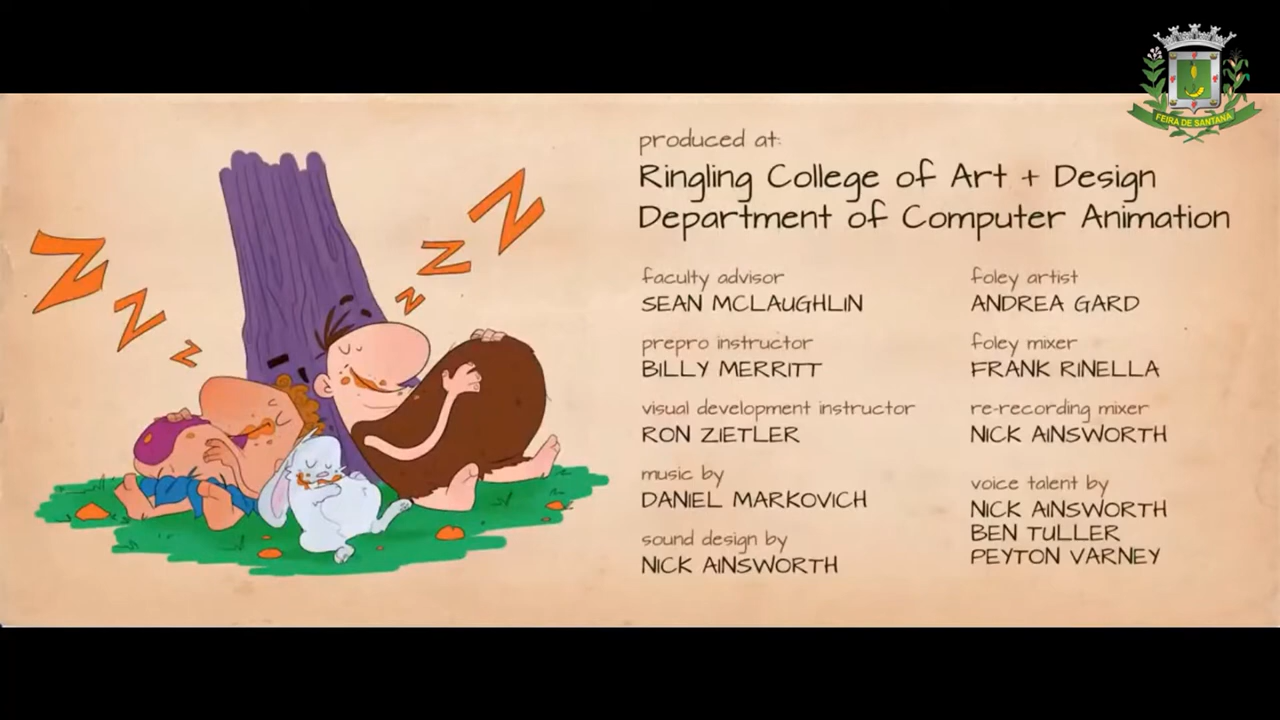 FEIRA DE SANTANA
Z
Z
Z
Z
Z
Z
produced at:
Ringling College of Art + Design
Department of Computer Animation
faculty advisor
SEAN MCLAUGHLIN
prepro instructor
BILLY MERRITT
visual development instructor
RON ZIETLER
music by
DANIEL MARKOVICH
sound design by
NICK AINSWORTH
foley artist
ANDREA GARD
foley mixer
FRANK RINELLA
re-recording mixer
NICK AINSWORTH
voice talent by
NICK AINSWORTH
BEN TULLER
PEYTON VARNEY